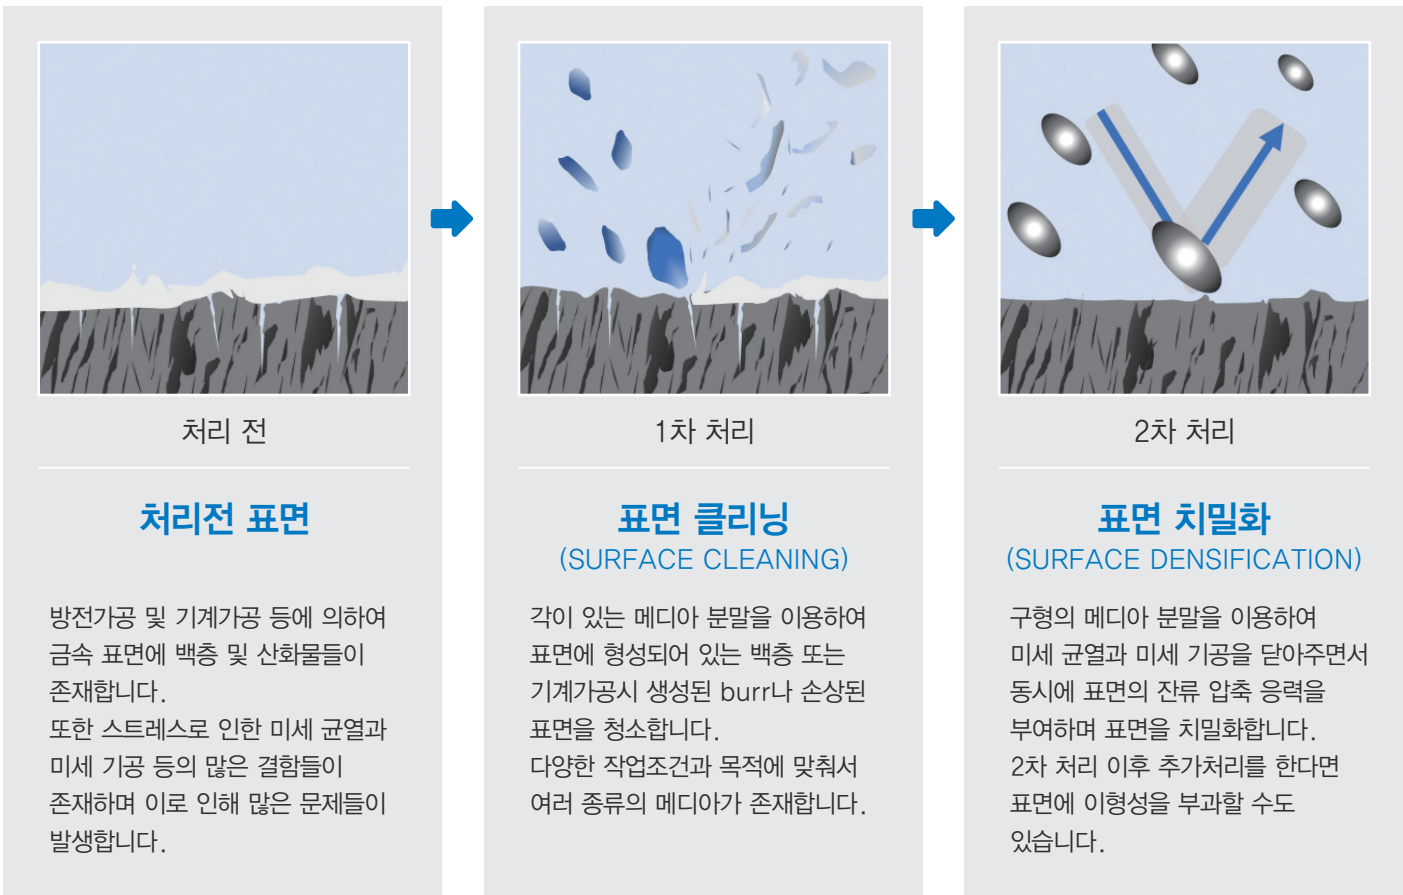 처리 전
처리전 표면
방전가공 및 기계가공 등에 의하여
금속 표면에 백층 및 산화물들이
존재합니다.
또한 스트레스로 인한 미세 균열과
미세 기공 등의 많은 결함들이
존재하며 이로 인해 많은 문제들이
발생합니다.
1차 처리
표면 클리닝
(SURFACE CLEANING)
각이 있는 메디아 분말을 이용하여
표면에 형성되어 있는 백층 또는
기계가공시 생성된 burr나 손상된
표면을 청소합니다.
다양한 작업조건과 목적에 맞춰서
여러 종류의 메디아가 존재합니다.
2차 처리
표면 치밀화
(SURFACE DENSIFICATION)
구형의 메디아 분말을 이용하여
미세 균열과 미세 기공을 닫아주면서
동시에 표면의 잔류 압축 응력을
부여하며 표면을 치밀화합니다.
2차 처리 이후 추가처리를 한다면
표면에 이형성을 부과할 수도
있습니다.